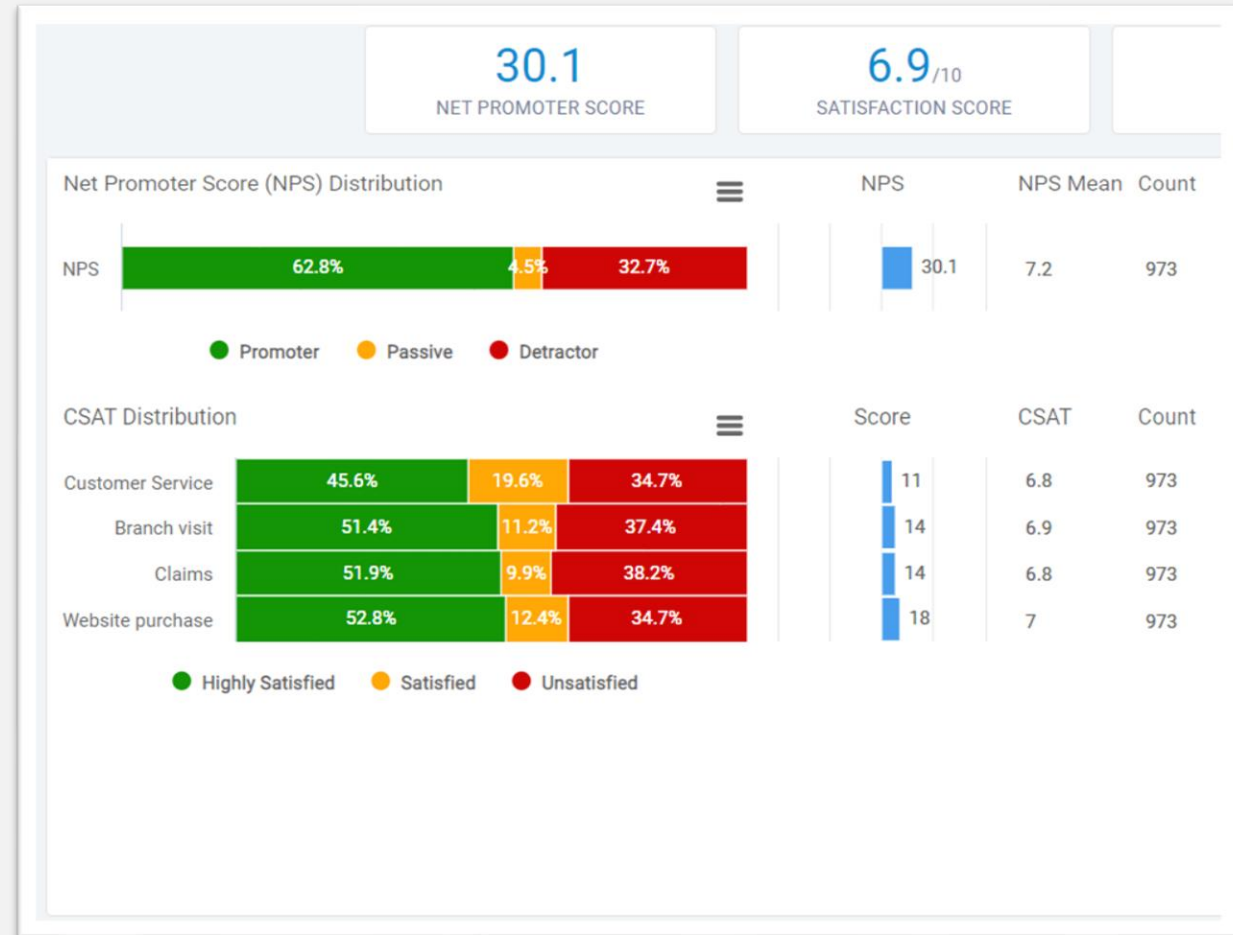 30.1
NET PROMOTER SCORE
6.9/10
SATISFACTION SCORE
Net Promoter Score (NPS) Distribution
NPS NPS Mean Count
NPS 62.8% 4.5% 32.7% 30.1 7.2 973
Promoter Passive Detractor
CSAT Distribution
Score CSAT Count
Customer Service 45.6% 19.6% 34.7% 11 6.8 973
Branch visit 51.4% 11.2% 37.4% 14 6.9 973
Claims 51.9% 9.9% 38.2% 14 6.8 973
Website purchase 52.8% 12.4% 34.7% 18 7 973
Highly Satisfied Satisfied Unsatisfied